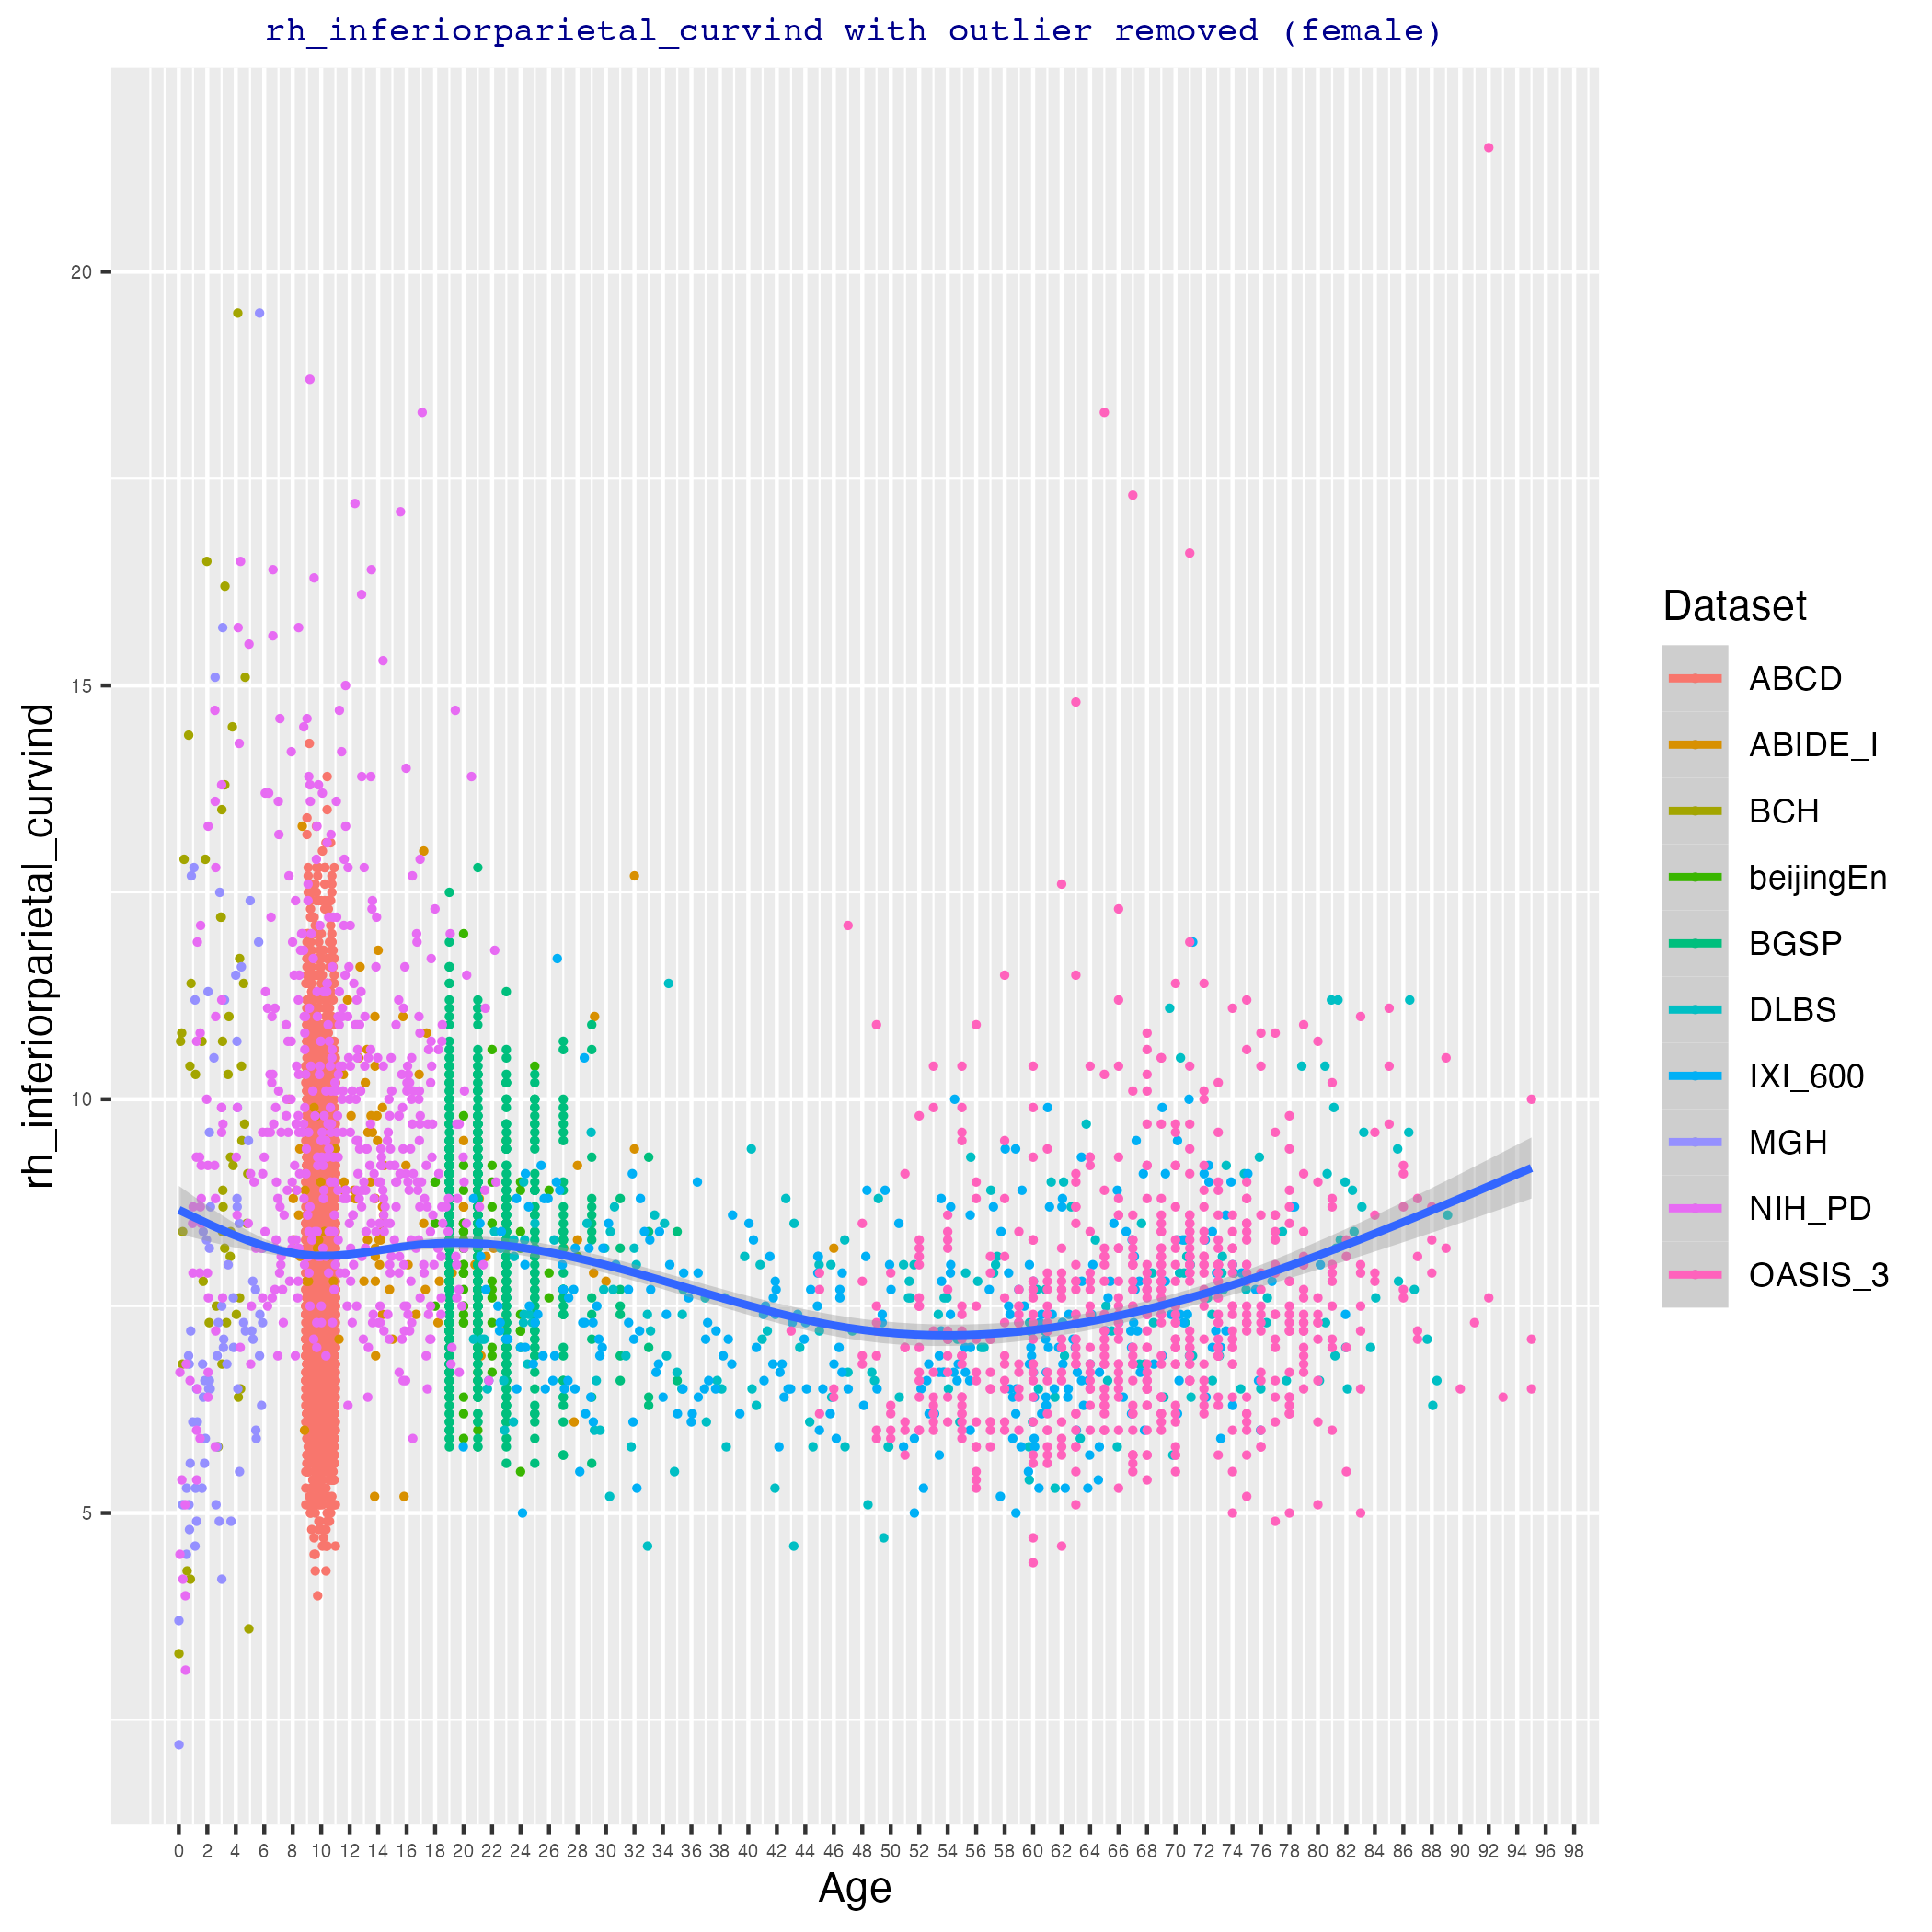 rh_inferiorparietal_curvind with outlier removed (female)
rh_inferiorparietal_curvind
20
15
10
5
0 2 4 6 8 10 12 14 16 18 20 22 24 26 28 30 32 34 36 38 40 42 44 46 48 50 52 54 56 58 60 62 64 66 68 70 72 74 76 78 80 82 84 86 88 90 92 94 96 98
Age
Dataset
ABCD
ABIDE_I
BCH
beijingEn
BGSP
DLBS
IXI_600
MGH
NIH_PD
OASIS_3